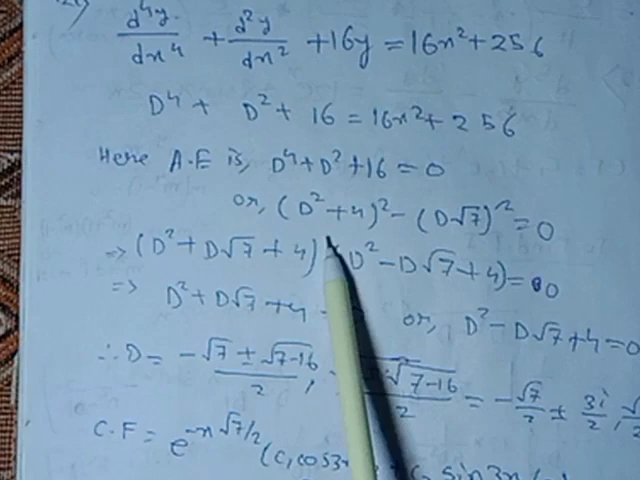 d⁴y/dx⁴ + d²y/dx² + 16y = 16x² + 256
D⁴ + D² + 16 = 16x² + 256
Here A.E is, D⁴ + D² + 16 = 0
or, (D² + 4)² - (D√7)² = 0
=> (D² + D√7 + 4) D² - D√7 + 4) = 0
=> D² + D√7 + 4 or, D² - D√7 + 4 = 0
∴ D = -√7 ± √7-16 / 2, √7-16 / 2 = -√7/2 ± 3i/2,
C.F = e^-x√7/2 (C₁ cos3x sin3x